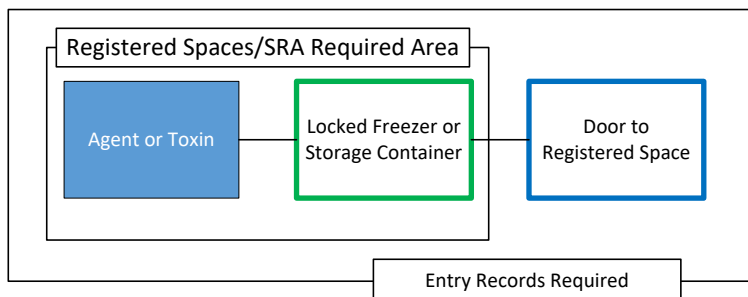 Registered Spaces/SRA Required Area
Agent or Toxin
Locked Freezer or
Storage Container
Door to
Registered Space
Entry Records Required